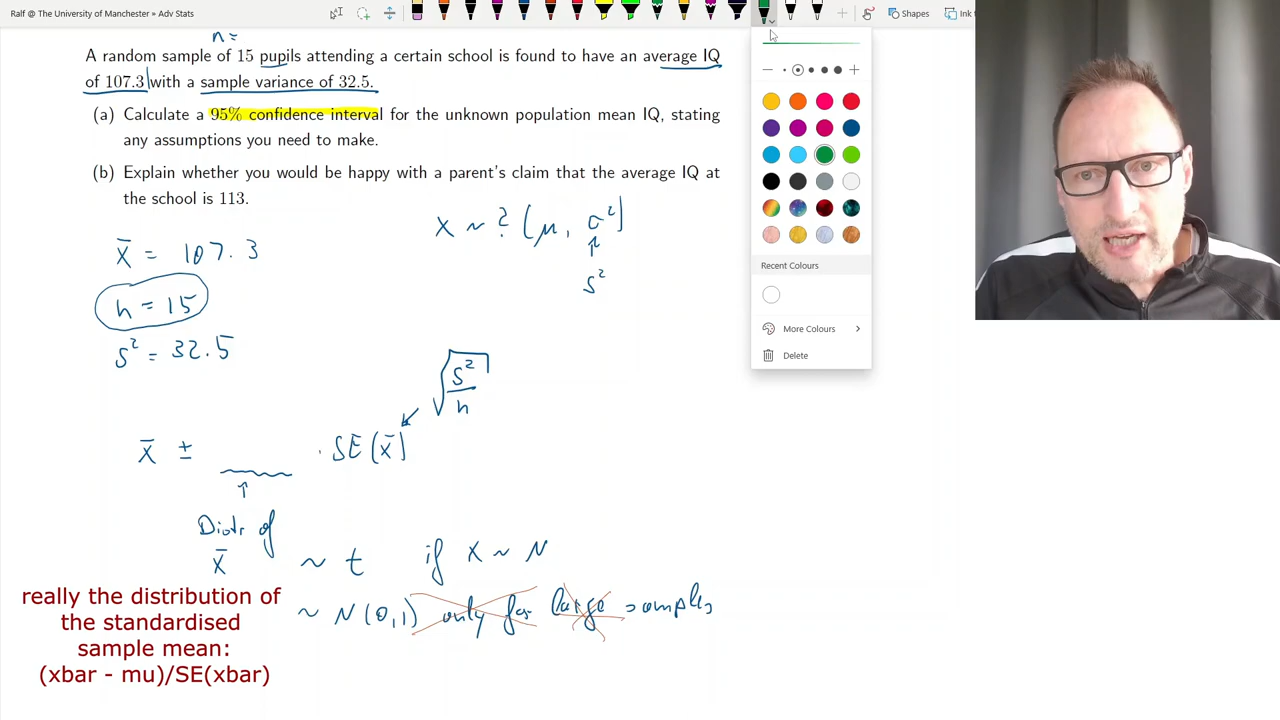 Ralf @ The University of Manchester » Adv Stats
Shapes
Ink to
n=
A random sample of 15 pupils attending a certain school is found to have an average IQ
of 107.3 with a sample variance of 32.5.
(a) Calculate a 95% confidence interval for the unknown population mean IQ, stating
any assumptions you need to make.
(b) Explain whether you would be happy with a parent's claim that the average IQ at
the school is 113.
Recent Colours
More Colours
Delete
X ~ ? (μ, σ²)
↑
s²
x̄ = 107.3
n = 15
s² = 32.5
√(s²/n)
x̄ ± · SE(x̄)
↑
Distr of
x̄ ~ t if X ~ N
~ N(0,1) only for large samples
really the distribution of
the standardised
sample mean:
(xbar - mu)/SE(xbar)